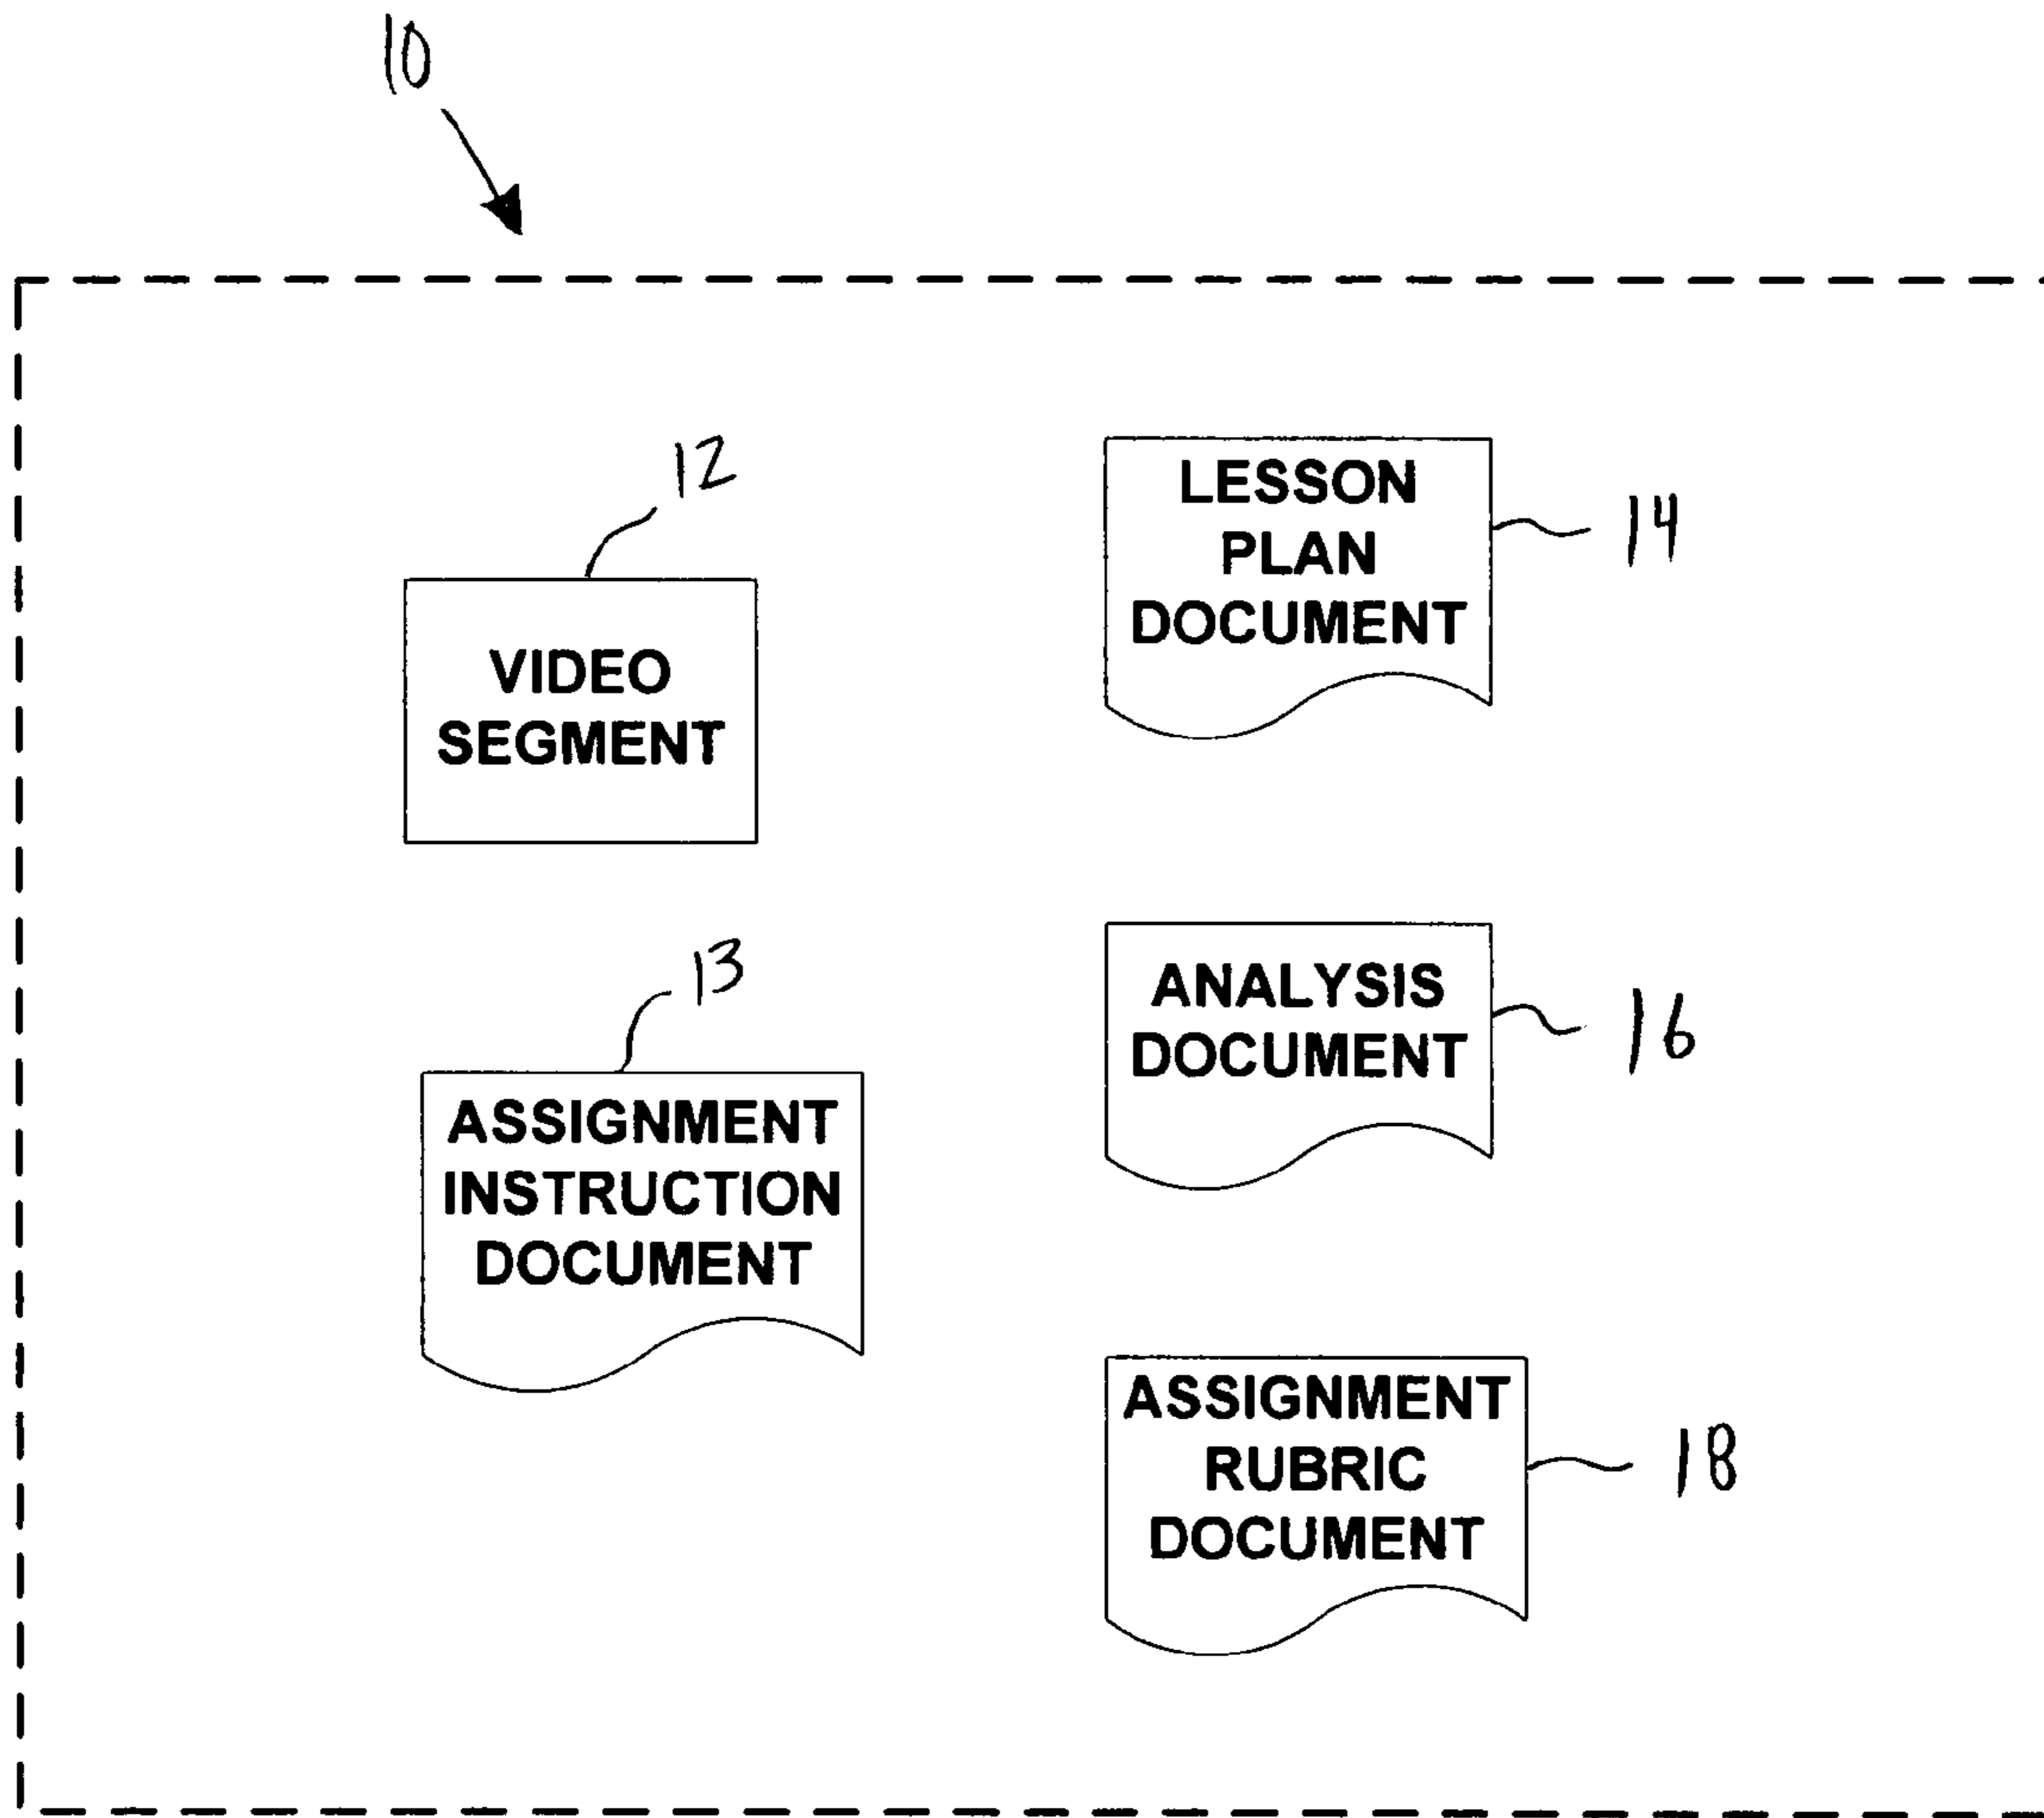 10
12
VIDEO
SEGMENT
13
ASSIGNMENT
INSTRUCTION
DOCUMENT
LESSON
PLAN
DOCUMENT
14
ANALYSIS
DOCUMENT
16
ASSIGNMENT
RUBRIC
DOCUMENT
18